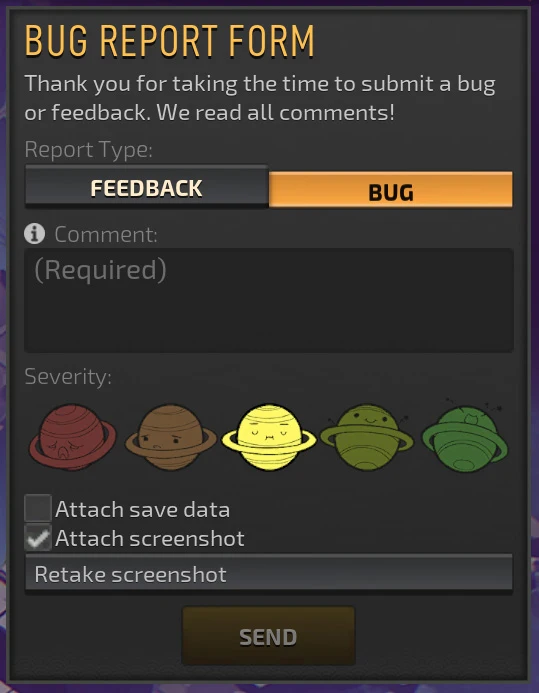 BUG REPORT FORM
Thank you for taking the time to submit a bug
or feedback. We read all comments!
Report Type:
FEEDBACK
BUG
Comment:
(Required)
Severity:
Attach save data
Attach screenshot
Retake screenshot
SEND